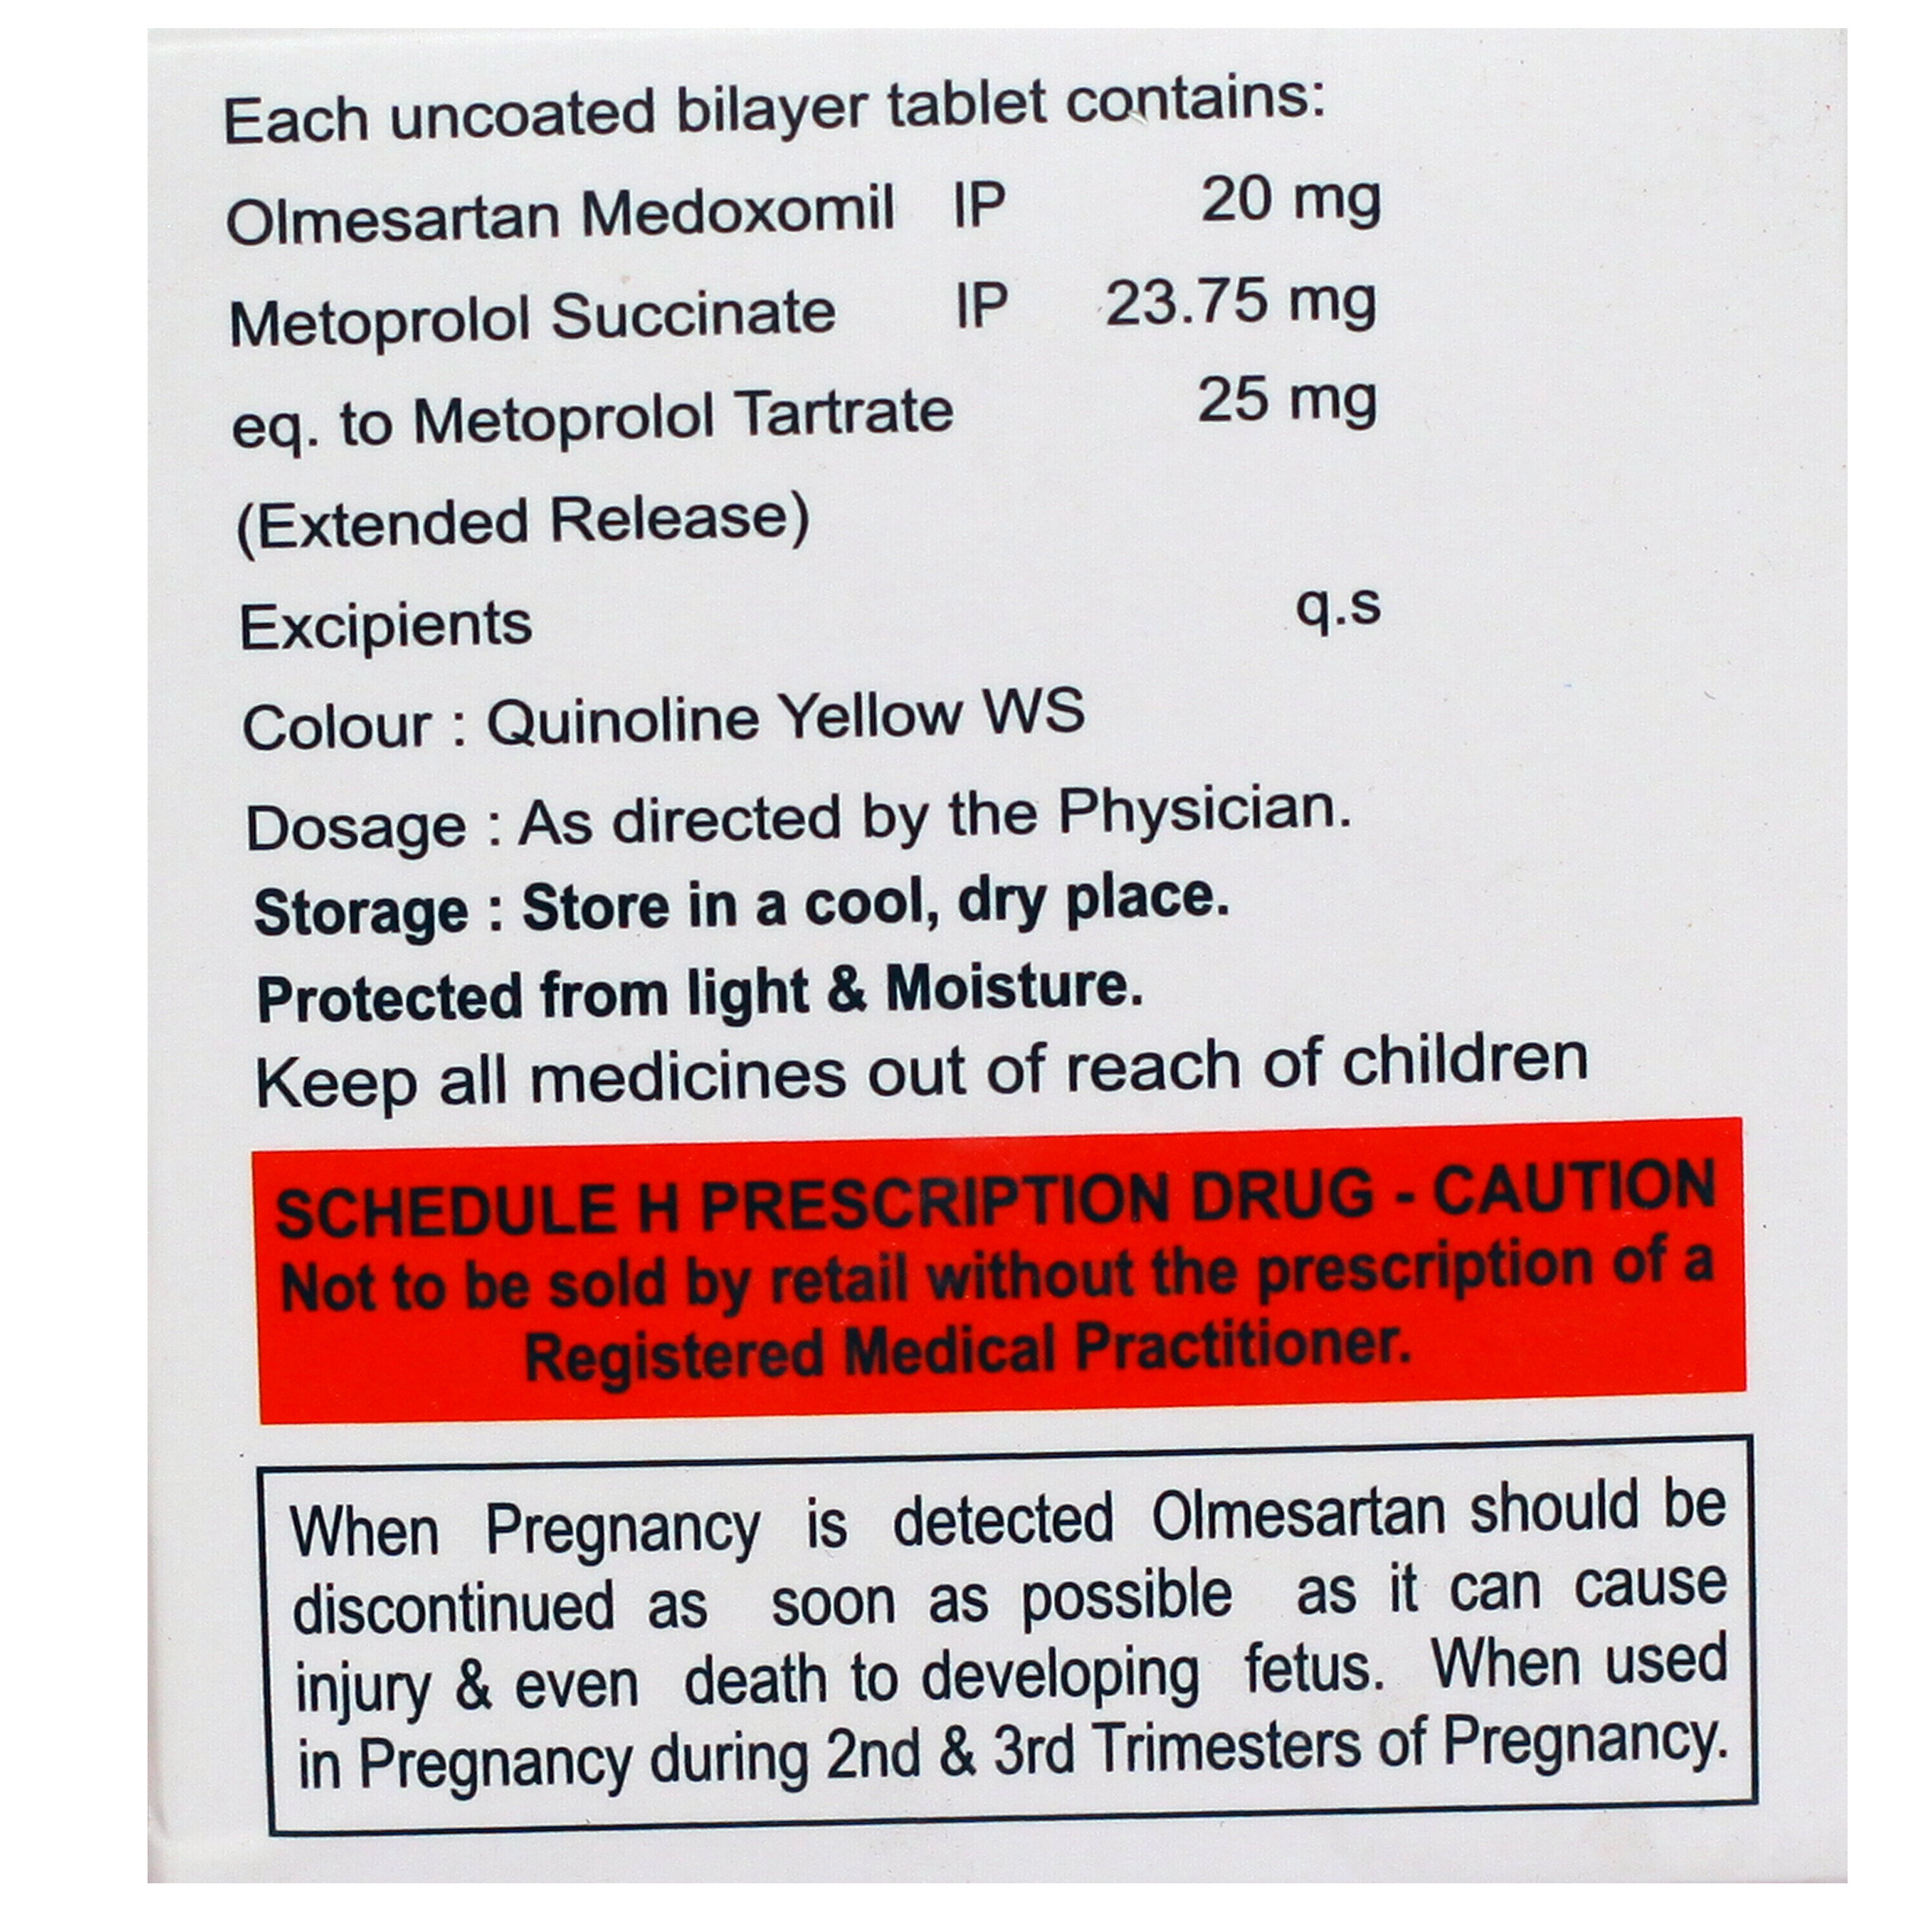 Each uncoated bilayer tablet contains:
Olmesartan Medoxomil IP 20 mg
Metoprolol Succinate IP 23.75 mg
eq. to Metoprolol Tartrate 25 mg
(Extended Release)
Excipients q.s
Colour : Quinoline Yellow WS
Dosage : As directed by the Physician.
Storage : Store in a cool, dry place.
Protected from light & Moisture.
Keep all medicines out of reach of children
SCHEDULE H PRESCRIPTION DRUG - CAUTION
Not to be sold by retail without the prescription of a
Registered Medical Practitioner.
When Pregnancy is detected Olmesartan should be
discontinued as soon as possible as it can cause
injury & even death to developing fetus. When used
in Pregnancy during 2nd & 3rd Trimesters of Pregnancy.